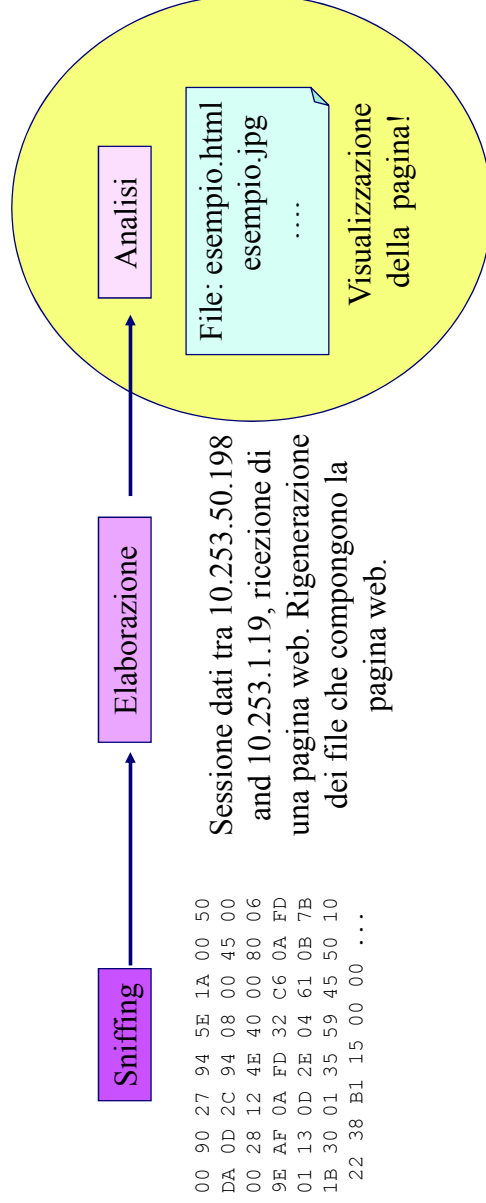 Sniffing
Elaborazione
Analisi
00 90 27 94 5E 1A 00 50
DA 0D 2C 94 08 00 45 00
00 28 12 4E 40 00 80 06
9E AF 0A FD 32 C6 0A FD
01 13 0D 2E 04 61 0B 7B
1B 30 01 35 59 45 50 10
22 38 B1 15 00 00 ...
Sessione dati tra 10.253.50.198
and 10.253.1.19, ricezione di
una pagina web. Rigenerazione
dei file che compongono la
pagina web.
File: esempio.html
esempio.jpg
....
Visualizzazione
della pagina!